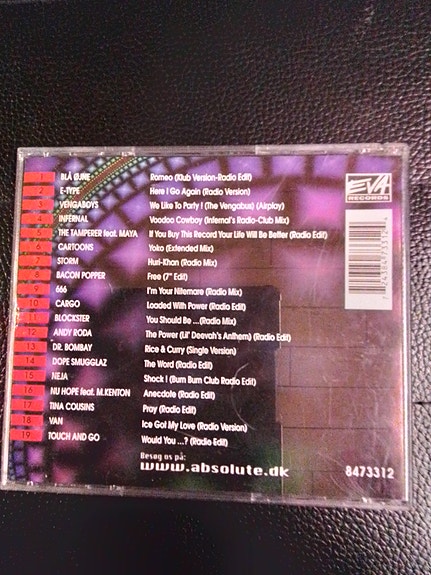 1 BLÅ ØJNE Romeo (Klub Version-Radio Edit)
2 E-TYPE Here I Go Again (Radio Version)
3 VENGABOYS We Like To Party! (The Vengabus) (Airplay)
4 INFERNAL Voodoo Cowboy (Infernal's Radio-Club Mix)
5 THE TAMPERER feat. MAYA If You Buy This Record Your Life Will Be Better (Radio Edit)
6 CARTOONS Yoko (Extended Mix)
7 STORM Huri-Khan (Radio Mix)
8 BACON POPPER Free (7" Edit)
9 666 I'm Your Nitemare (Radio Mix)
10 CARGO Loaded With Power (Radio Edit)
11 BLOCKSTER You Should Be ...(Radio Mix)
12 ANDY RODA The Power (Lil' Deevah's Anthem) (Radio Edit)
13 DR. BOMBAY Rice & Curry (Single Version)
14 DOPE SMUGGLAZ The Word (Radio Edit)
15 NEJA Shock! (Bum Bum Club Radio Edit)
16 NU HOPE feat. M.KENTON Anecdole (Radio Edit)
17 TINA COUSINS Pray (Radio Edit)
18 VAN Ice Got My Love (Radio Version)
19 TOUCH AND GO Would You ...? (Radio Edit)
EVA
RECORDS
Besøg os på:
www.absolute.dk
8473312